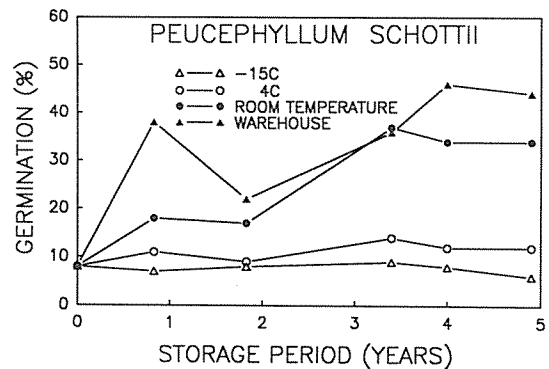 PEUCEPHYLLUM SCHOTTII
-15C
4C
ROOM TEMPERATURE
WAREHOUSE
GERMINATION (%)
60
50
40
30
20
10
0
0 1 2 3 4 5
STORAGE PERIOD (YEARS)